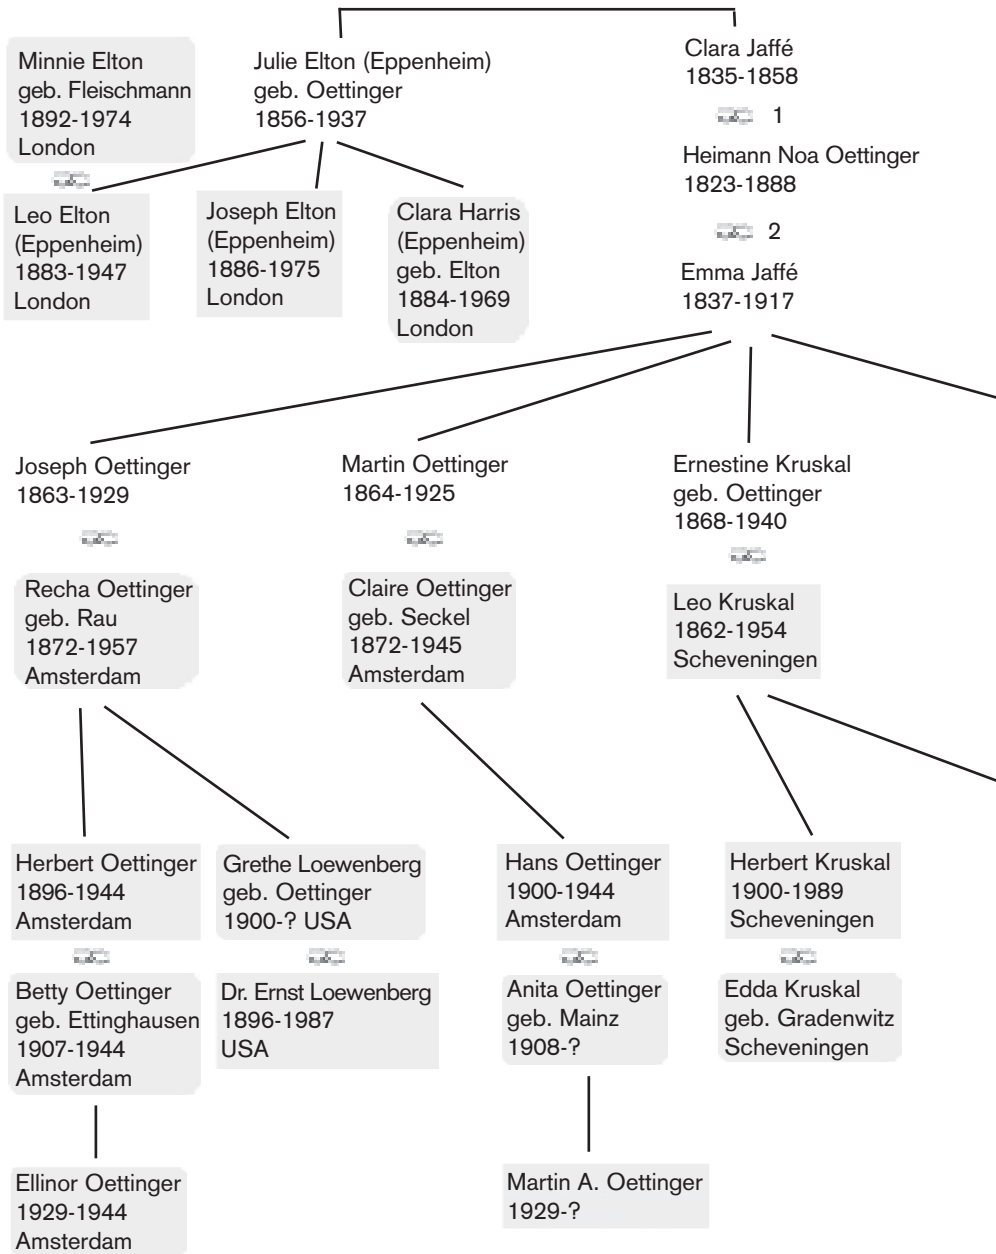 Minnie Elton
geb. Fleischmann
1892-1974
London
Julie Elton (Eppenheim)
geb. Oettinger
1856-1937
Clara Jaffé
1835-1858
1
Heimann Noa Oettinger
1823-1888
2
Emma Jaffé
1837-1917
Leo Elton
(Eppenheim)
1883-1947
London
Joseph Elton
(Eppenheim)
1886-1975
London
Clara Harris
(Eppenheim)
geb. Elton
1884-1969
London
Joseph Oettinger
1863-1929
Martin Oettinger
1864-1925
Ernestine Kruskal
geb. Oettinger
1868-1940
Recha Oettinger
geb. Rau
1872-1957
Amsterdam
Claire Oettinger
geb. Seckel
1872-1945
Amsterdam
Leo Kruskal
1862-1954
Scheveningen
Herbert Oettinger
1896-1944
Amsterdam
Grethe Loewenberg
geb. Oettinger
1900-? USA
Hans Oettinger
1900-1944
Amsterdam
Herbert Kruskal
1900-1989
Scheveningen
Betty Oettinger
geb. Ettinghausen
1907-1944
Amsterdam
Dr. Ernst Loewenberg
1896-1987
USA
Anita Oettinger
geb. Mainz
1908-?
Edda Kruskal
geb. Gradenwitz
Scheveningen
Ellinor Oettinger
1929-1944
Amsterdam
Martin A. Oettinger
1929-?